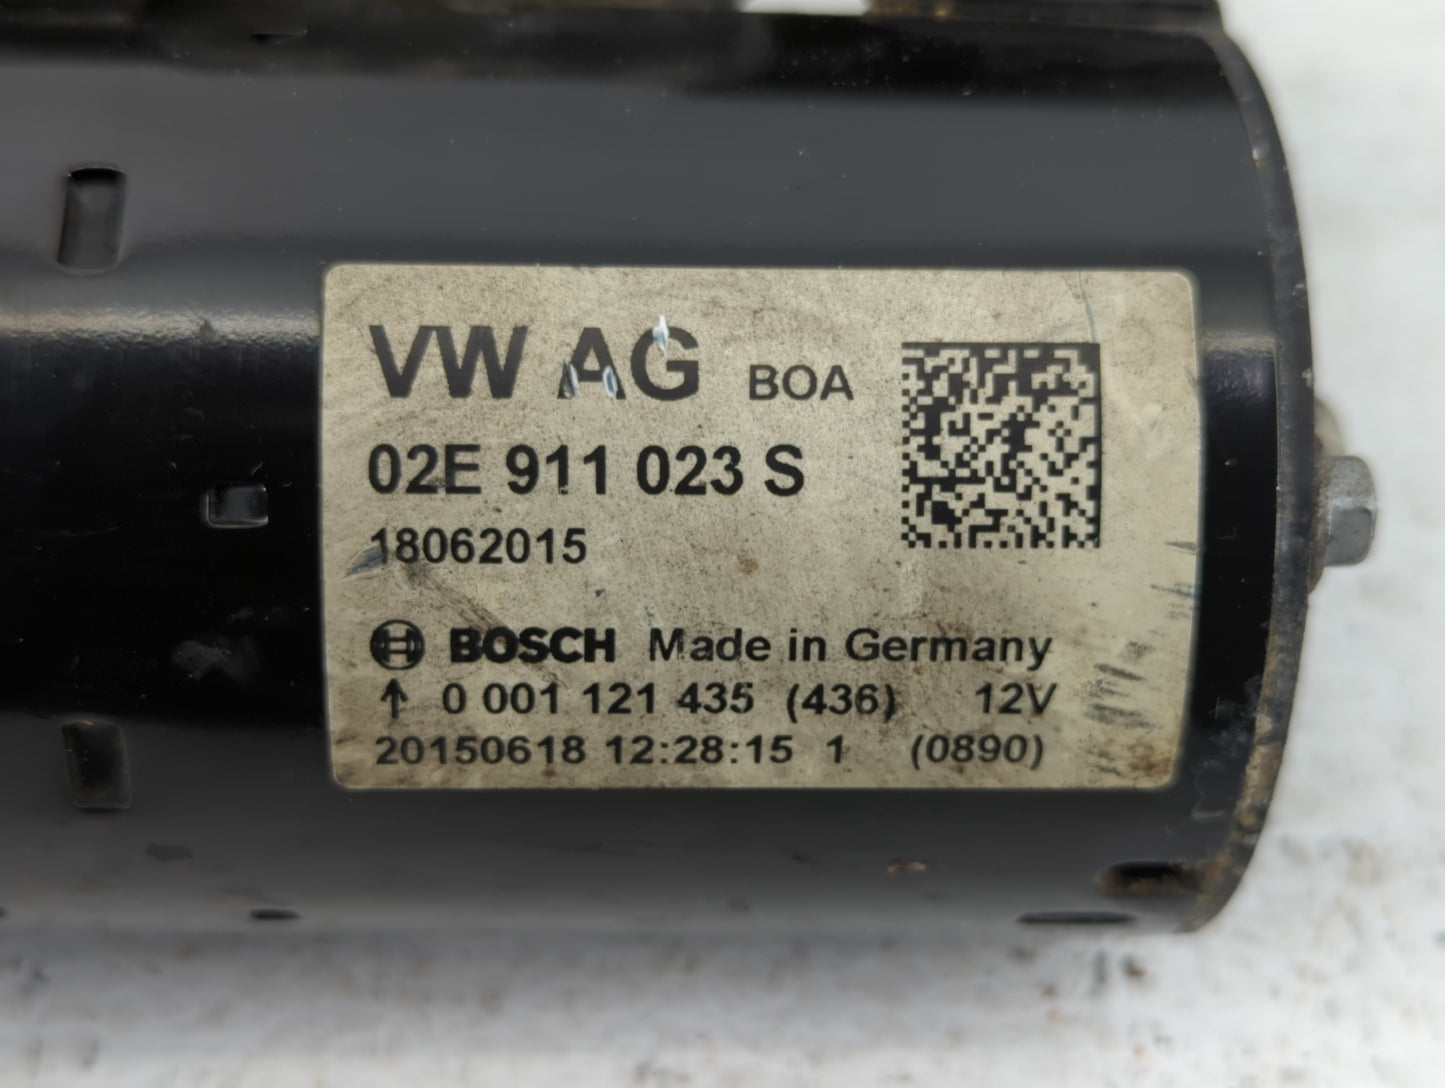 VW AG BOA
02E 911 023 S
18062015
BOSCH Made in Germany
↑ 0 001 121 435 (436) 12V
20150618 12:28:15 1 (0890)